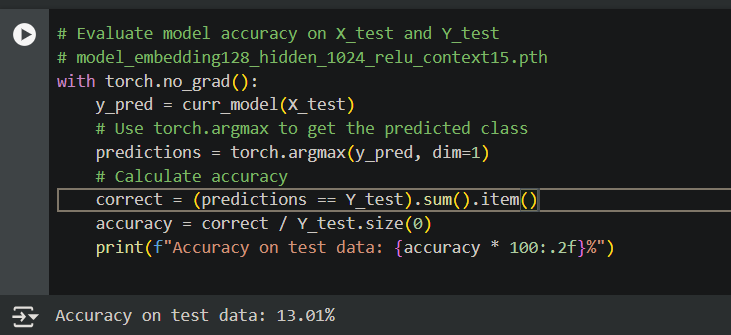 # Evaluate model accuracy on X_test and Y_test
# model_embedding128_hidden_1024_relu_context15.pth
with torch.no_grad():
    y_pred = curr_model(X_test)
    # Use torch.argmax to get the predicted class
    predictions = torch.argmax(y_pred, dim=1)
    # Calculate accuracy
    correct = (predictions == Y_test).sum().item()
    accuracy = correct / Y_test.size(0)
    print(f"Accuracy on test data: {accuracy * 100:.2f}%")
Accuracy on test data: 13.01%